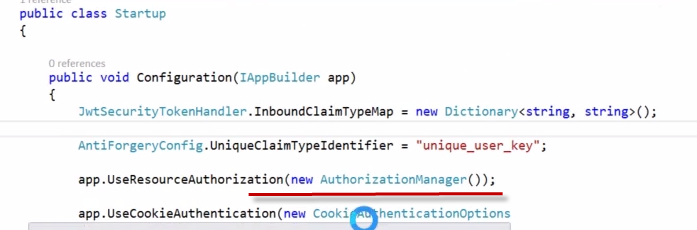 1 reference
public class Startup
{
0 references
public void Configuration(IAppBuilder app)
{
JwtSecurityTokenHandler.InboundClaimTypeMap = new Dictionary<string, string>();
AntiForgeryConfig.UniqueClaimTypeIdentifier = "unique_user_key";
app.UseResourceAuthorization(new AuthorizationManager());
app.UseCookieAuthentication(new CookieAuthenticationOptions